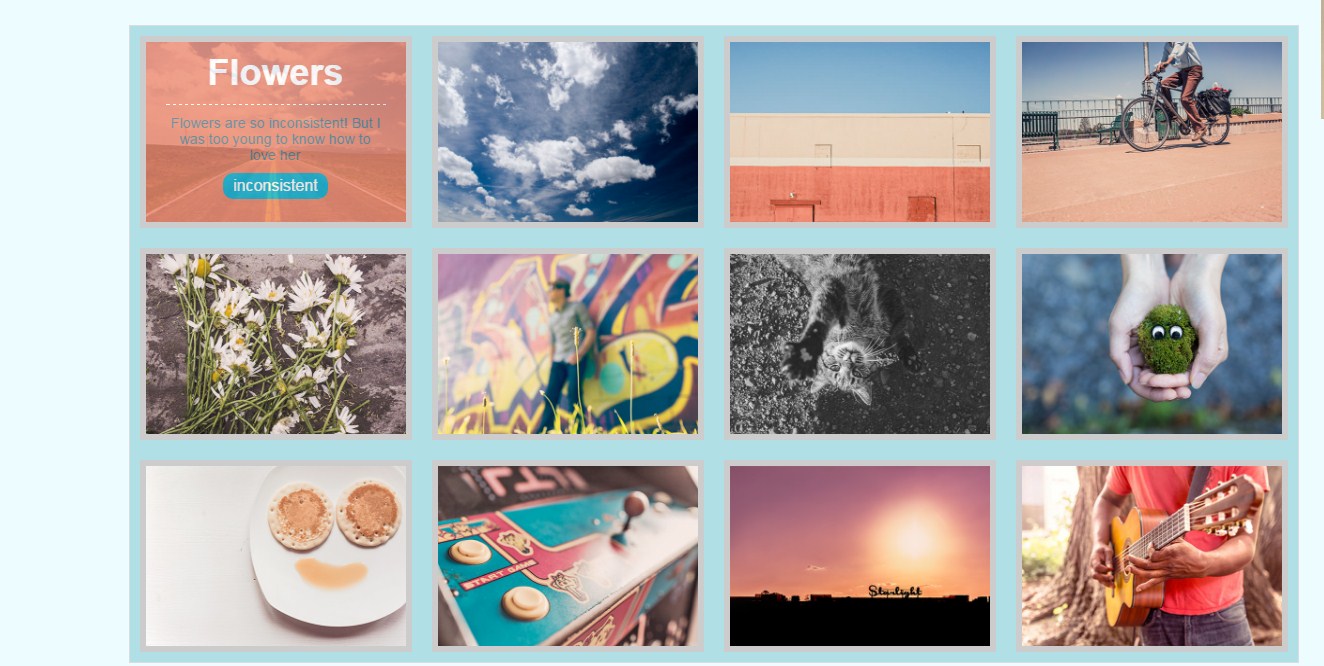 Flowers
Flowers are so inconsistent! But I
was too young to know how to
love her
inconsistent
START GAME
Starlight